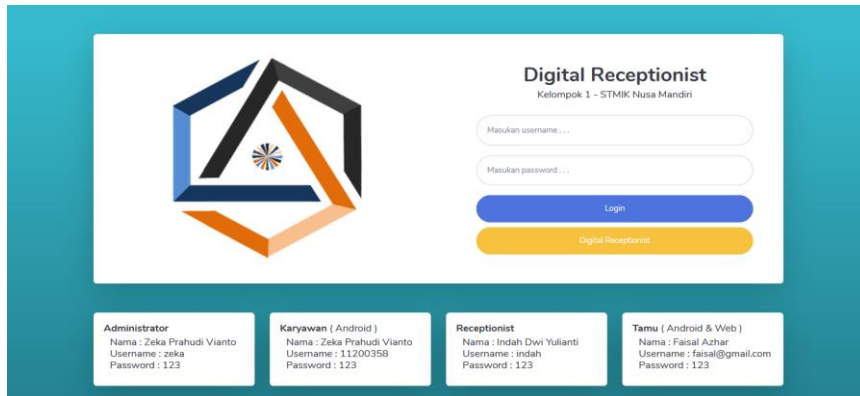 Digital Receptionist
Kelompok 1 - STMIK Nusa Mandiri
Masukan username . . .
Masukan password . . .
Login
Digital Receptionist
Administrator
Nama : Zeka Prahudi Vianto
Username : zeka
Password : 123
Karyawan ( Android )
Nama : Zeka Prahudi Vianto
Username : 11200358
Password : 123
Receptionist
Nama : Indah Dwi Yulianti
Username : indah
Password : 123
Tamu ( Android & Web )
Nama : Faisal Azhar
Username : faisal@gmail.com
Password : 123